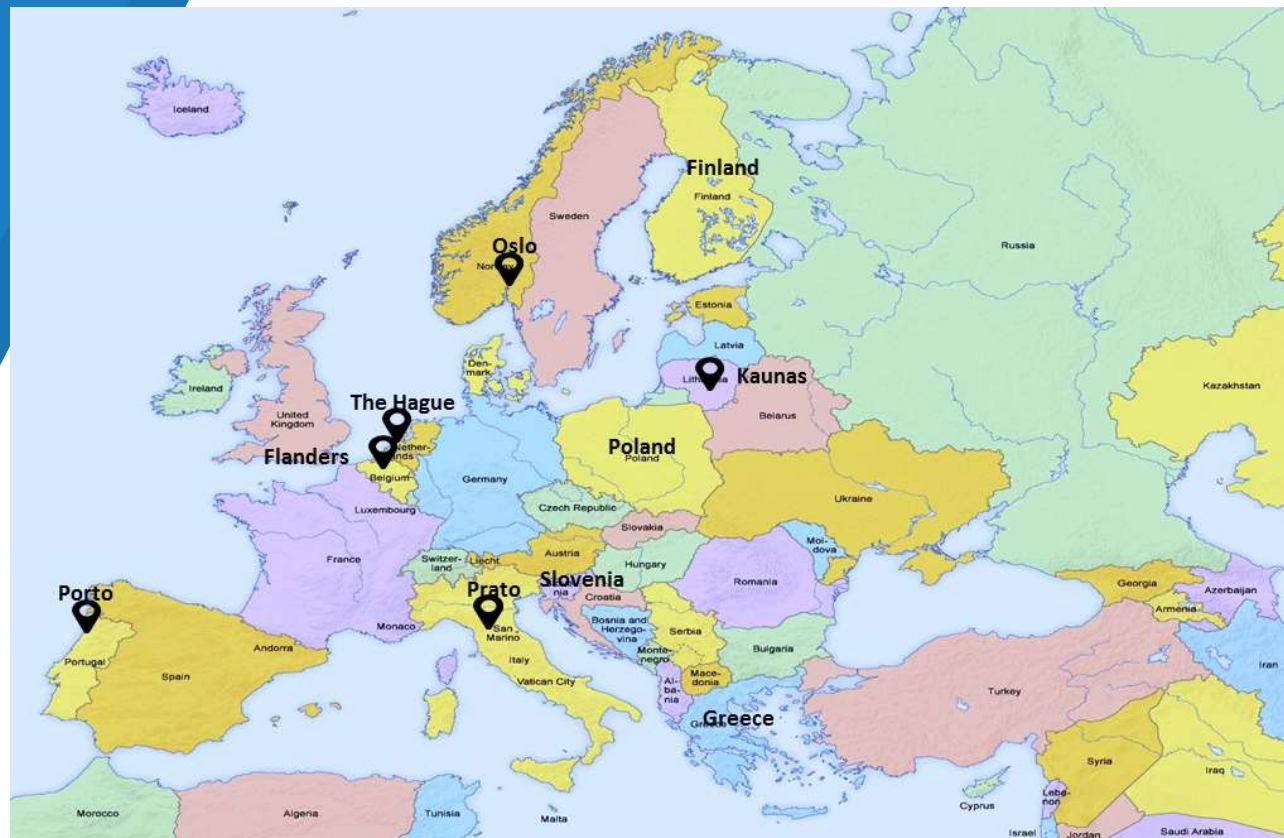 Iceland
Finland
Finland
Sweden
Russia
Oslo
Norway
Estonia
Latvia
Den-
mark
Ireland
Kaunas
Kazakhstan
The Hague
United
Kingdom
Belarus
Nether-
lands
Flanders
Poland
Poland
Belgium
Germany
Ukraine
Luxembourg
Czech Republic
Slovakia
Mol-
dova
France
Switzer-
land
Liecht.
Austria
Hungary
Slovenia
Romania
Porto
Prato
nia
Croatia
Georgia
Azerbaijan
Armenia
Monaco
San
Marino
Bosnia and
Herzego-
vina
Serbia
Andorra
Portugal
Spain
Italy
Monte-
negro
Bulgaria
Iran
Vatican City
Mace-
donia
Al-
ba-
nia
Turkey
Greece
Greece
Syria
Iraq
Cyprus
Leba-
non
Morocco
Algeria
Tunisia
Malta
Israel
Jordan
Saudi Arabia